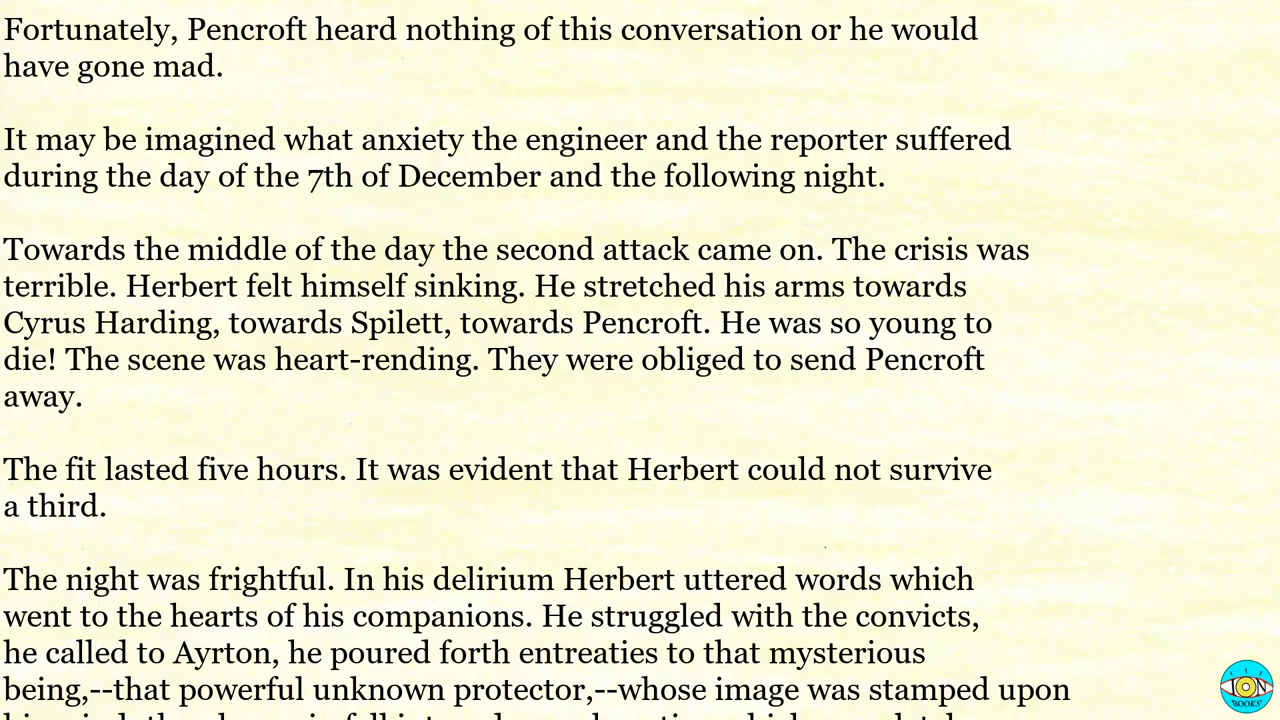 Fortunately, Pencroft heard nothing of this conversation or he would
have gone mad.
It may be imagined what anxiety the engineer and the reporter suffered
during the day of the 7th of December and the following night.
Towards the middle of the day the second attack came on. The crisis was
terrible. Herbert felt himself sinking. He stretched his arms towards
Cyrus Harding, towards Spilett, towards Pencroft. He was so young to
die! The scene was heart-rending. They were obliged to send Pencroft
away.
The fit lasted five hours. It was evident that Herbert could not survive
a third.
The night was frightful. In his delirium Herbert uttered words which
went to the hearts of his companions. He struggled with the convicts,
he called to Ayrton, he poured forth entreaties to that mysterious
being,--that powerful unknown protector,--whose image was stamped upon
ION
BOOKS